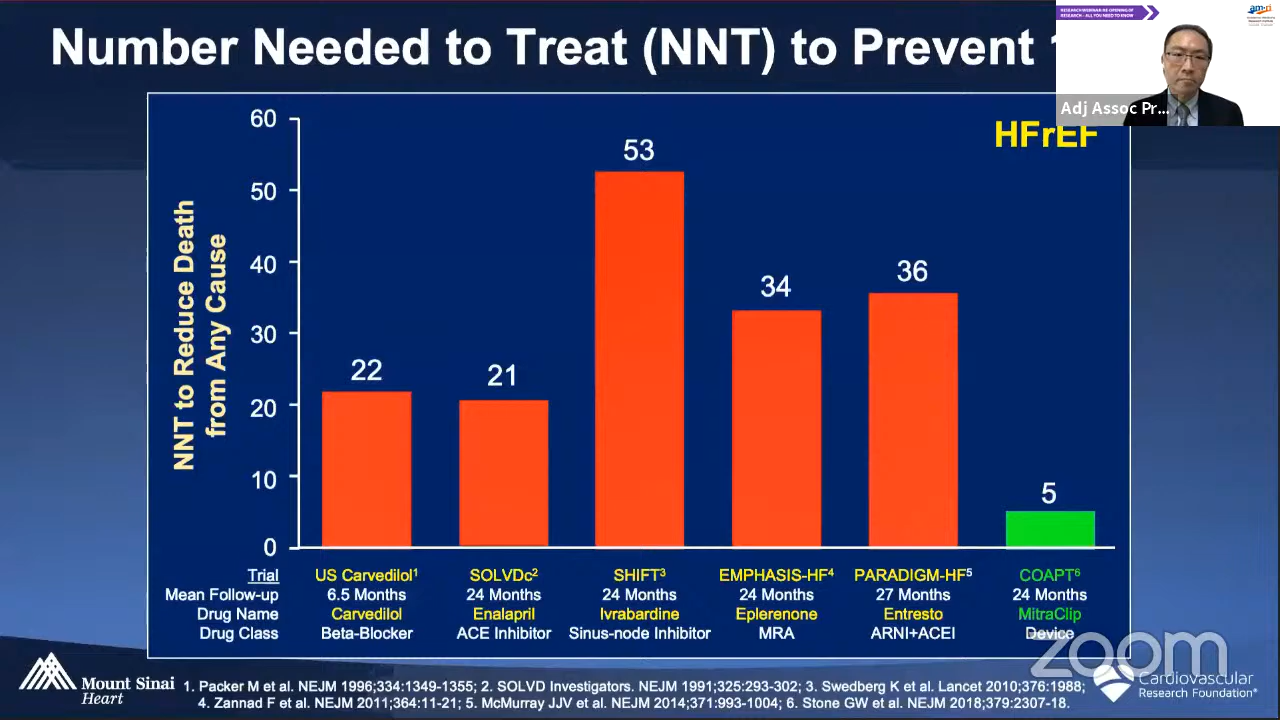 Number Needed to Treat (NNT) to Prevent
RESEARCH WEBINAR RE-OPENING OF
RESEARCH - ALL YOU NEED TO KNOW
am·ri
Adj Assoc Pr...
HFrEF
NNT to Reduce Death
from Any Cause
60
50
40
30
20
10
0
22
21
53
34
36
5
Trial US Carvedilol¹ SOLVDc² SHIFT³ EMPHASIS-HF⁴ PARADIGM-HF⁵ COAPT⁶
Mean Follow-up 6.5 Months 24 Months 24 Months 24 Months 27 Months 24 Months
Drug Name Carvedilol Enalapril Ivrabardine Eplerenone Entresto MitraClip
Drug Class Beta-Blocker ACE Inhibitor Sinus-node Inhibitor MRA ARNI+ACEI Device
zoom
Mount Sinai
Heart
1. Packer M et al. NEJM 1996;334:1349-1355; 2. SOLVD Investigators. NEJM 1991;325:293-302; 3. Swedberg K et al. Lancet 2010;376:1988;
4. Zannad F et al. NEJM 2011;364:11-21; 5. McMurray JJV et al. NEJM 2014;371:993-1004; 6. Stone GW et al. NEJM 2018;379:2307-18.
Cardiovascular
Research Foundation®